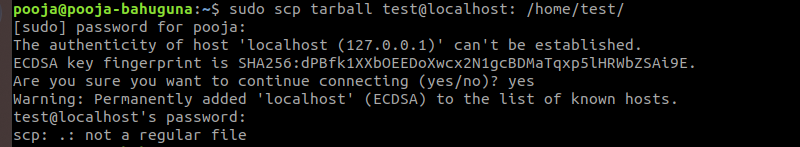 pooja@pooja-bahuguna:~$ sudo scp tarball test@localhost: /home/test/
[sudo] password for pooja:
The authenticity of host 'localhost (127.0.0.1)' can't be established.
ECDSA key fingerprint is SHA256:dPBfk1XXbOEEDoXwcx2N1gcBDMaTqxp5lHRWbZSAi9E.
Are you sure you want to continue connecting (yes/no)? yes
Warning: Permanently added 'localhost' (ECDSA) to the list of known hosts.
test@localhost's password:
scp: .: not a regular file